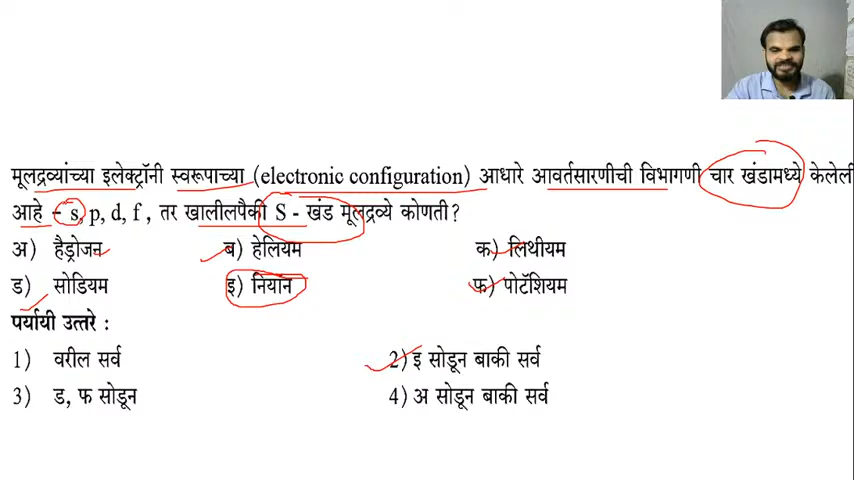 मूलद्रव्यांच्या इलेक्ट्रॉनी स्वरूपाच्या (electronic configuration) आधारे आवर्तसारणीची विभागणी चार खंडामध्ये केलेली
आहे - s, p, d, f, तर खालीलपैकी S - खंड मूलद्रव्ये कोणती?
अ) हैड्रोजन ब) हेलियम क) लिथीयम
ड) सोडियम इ) नियान फ) पोटॅशियम
पर्यायी उत्तरे :
1) वरील सर्व 2) इ सोडून बाकी सर्व
3) ड, फ सोडून 4) अ सोडून बाकी सर्व